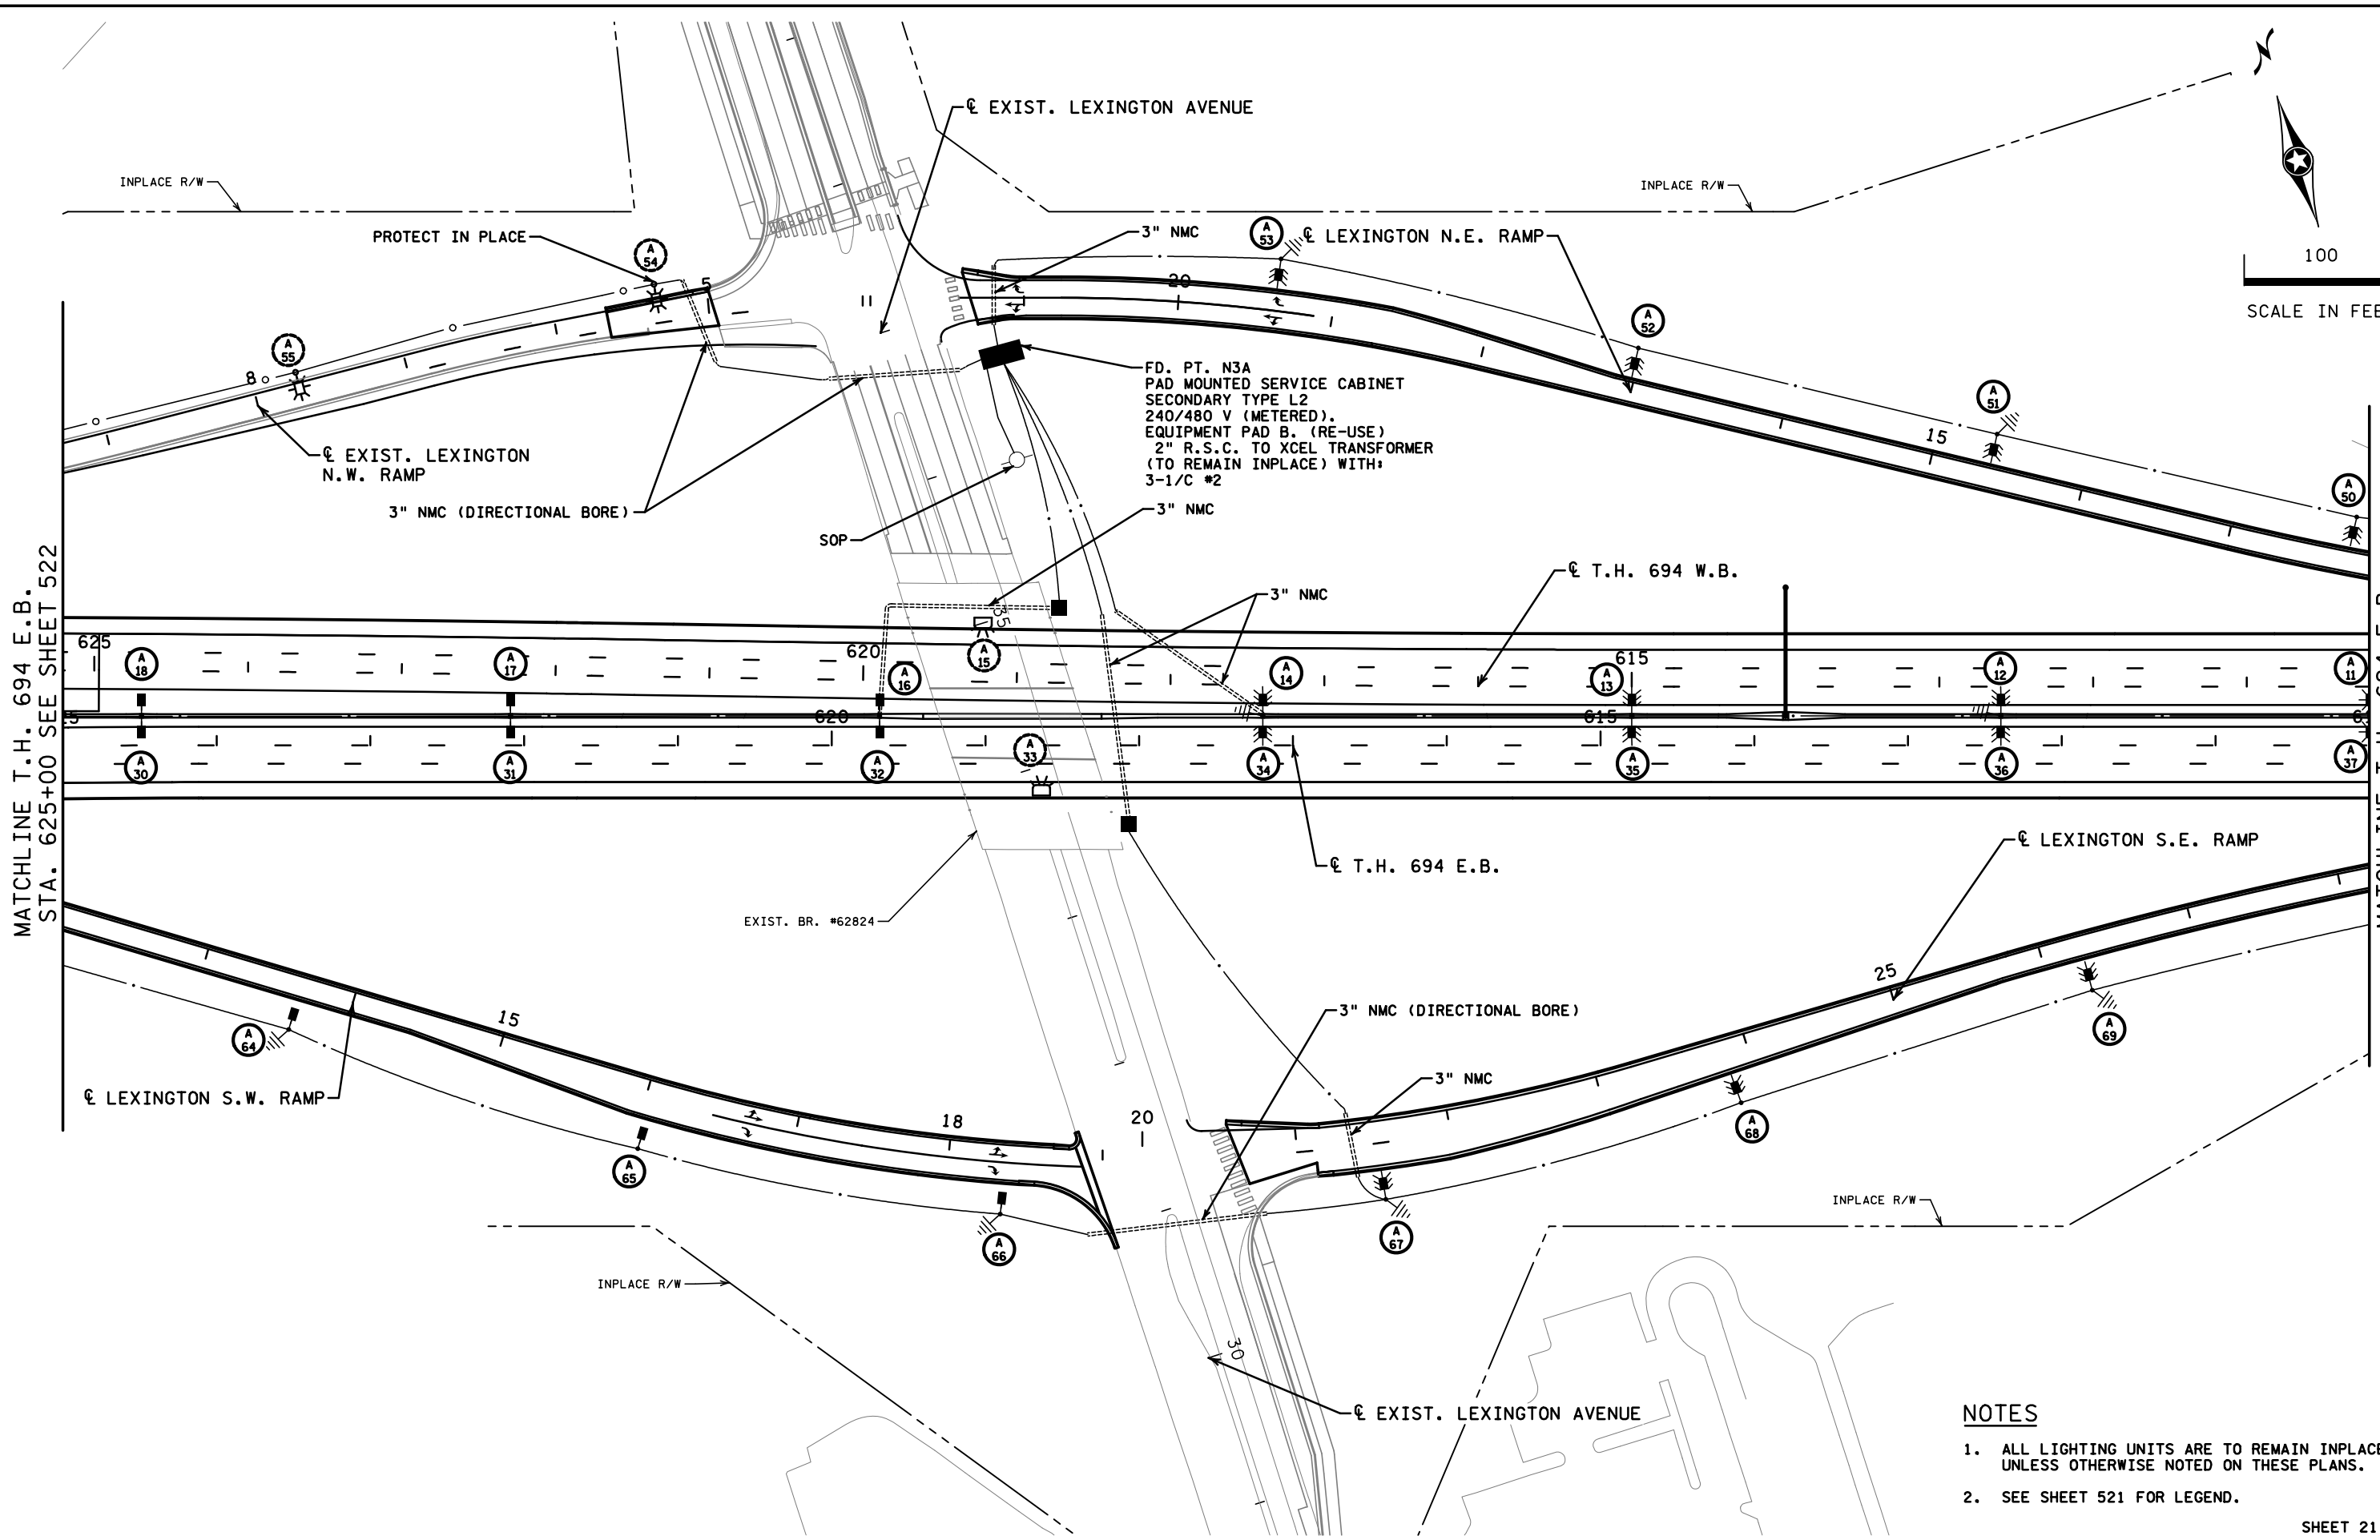 ℄ EXIST. LEXINGTON AVENUE
INPLACE R/W
INPLACE R/W
PROTECT IN PLACE
A
54
3" NMC
A
53
℄ LEXINGTON N.E. RAMP
100
SCALE IN FEE
5
20
A
52
A
55
8
FD. PT. N3A
PAD MOUNTED SERVICE CABINET
SECONDARY TYPE L2
240/480 V (METERED).
EQUIPMENT PAD B. (RE-USE)
2" R.S.C. TO XCEL TRANSFORMER
(TO REMAIN INPLACE) WITH:
3-1/C #2
A
51
15
℄ EXIST. LEXINGTON
N.W. RAMP
A
50
3" NMC (DIRECTIONAL BORE)
3" NMC
SOP
℄ T.H. 694 W.B.
3" NMC
35
MATCHLINE T.H. 694 E.B.
STA. 625+00 SEE SHEET 522
625
A
18
A
17
620
A
16
A
15
A
14
A
13
615
A
12
A
11
620
615
A
30
A
31
A
32
A
33
A
34
A
35
A
36
A
37
℄ T.H. 694 E.B.
℄ LEXINGTON S.E. RAMP
EXIST. BR. #62824
25
15
3" NMC (DIRECTIONAL BORE)
A
64
A
69
3" NMC
℄ LEXINGTON S.W. RAMP
18
20
A
68
A
65
A
66
A
67
INPLACE R/W
INPLACE R/W
30
℄ EXIST. LEXINGTON AVENUE
NOTES
1. ALL LIGHTING UNITS ARE TO REMAIN INPLACE
UNLESS OTHERWISE NOTED ON THESE PLANS.
2. SEE SHEET 521 FOR LEGEND.
SHEET 21